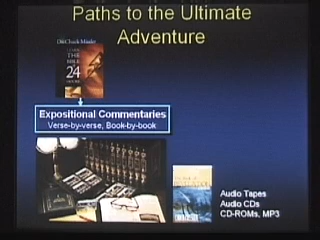 Paths to the Ultimate
Adventure
THE
BIBLE
24
Expositional Commentaries
Verse-by-verse, Book-by-book
Audio Tapes
Audio CDs
CD-ROMs, MP3